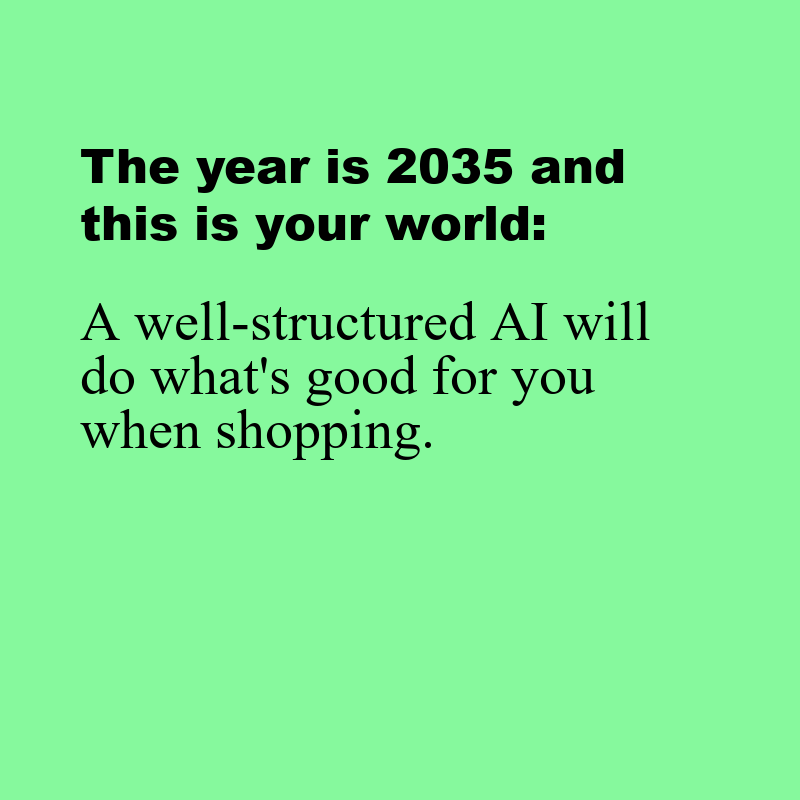 The year is 2035 and
this is your world:
A well-structured AI will
do what's good for you
when shopping.